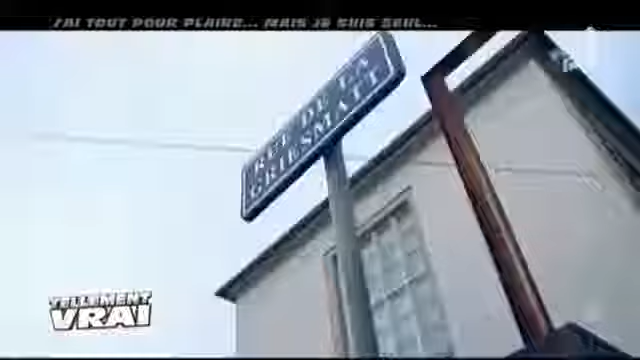 J'AI TOUT POUR PLAIRE... MAIS JE SUIS SEUL...
RUE DE LA
GRIESMATT
TELLEMENT
VRAI